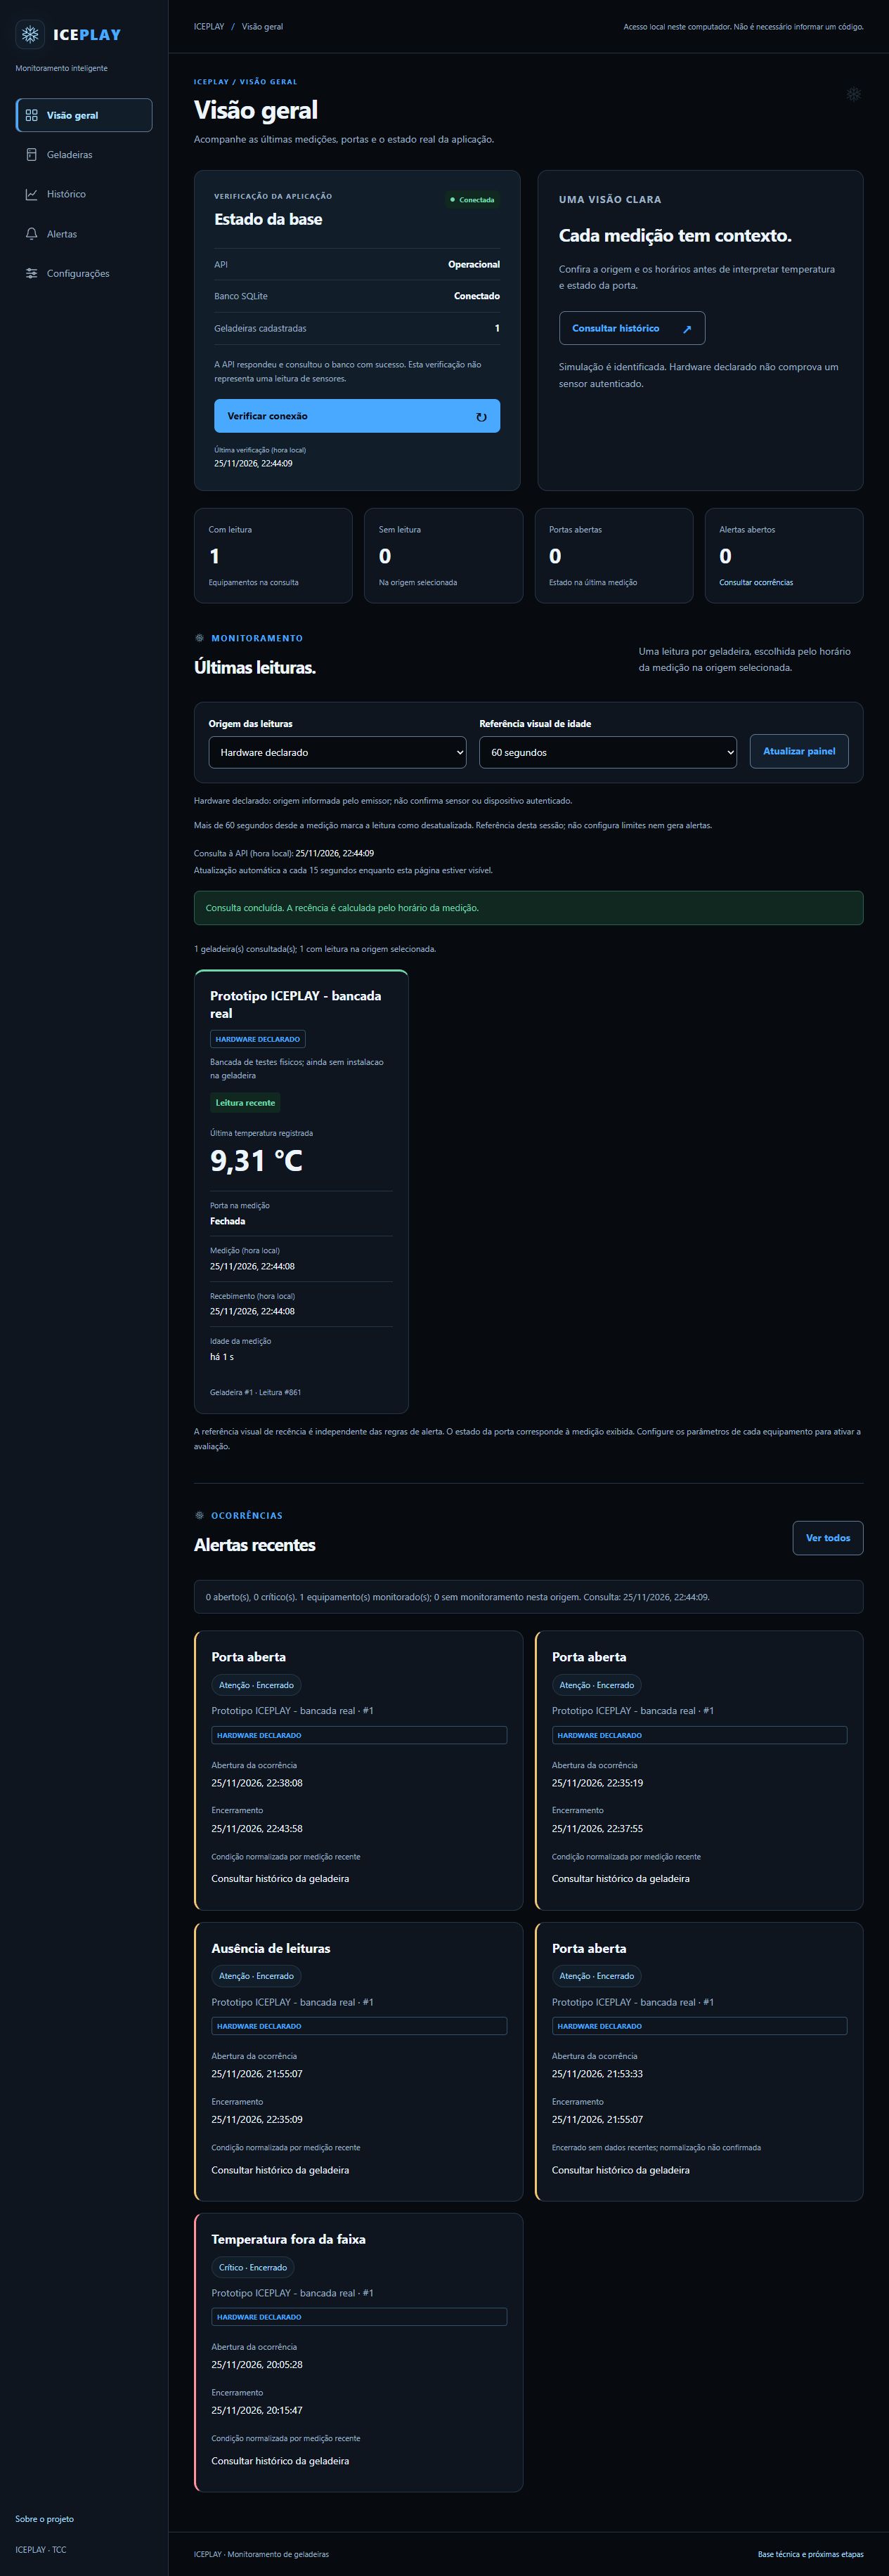 ICEPLAY
Monitoramento inteligente
Visão geral
Geladeiras
Histórico
Alertas
Configurações
Sobre o projeto
ICEPLAY · TCC
ICEPLAY / Visão geral
Acesso local neste computador. Não é necessário informar um código.
ICEPLAY / VISÃO GERAL
Visão geral
Acompanhe as últimas medições, portas e o estado real da aplicação.
VERIFICAÇÃO DA APLICAÇÃO
Conectada
Estado da base
API
Operacional
Banco SQLite
Conectado
Geladeiras cadastradas
1
A API respondeu e consultou o banco com sucesso. Esta verificação não
representa uma leitura de sensores.
Verificar conexão ↻
Última verificação (hora local)
25/11/2026, 22:44:09
UMA VISÃO CLARA
Cada medição tem contexto.
Confira a origem e os horários antes de interpretar temperatura
e estado da porta.
Consultar histórico ↗
Simulação é identificada. Hardware declarado não comprova um
sensor autenticado.
Com leitura
1
Equipamentos na consulta
Sem leitura
0
Na origem selecionada
Portas abertas
0
Estado na última medição
Alertas abertos
0
Consultar ocorrências
MONITORAMENTO
Últimas leituras.
Uma leitura por geladeira, escolhida pelo horário
da medição na origem selecionada.
Origem das leituras
Hardware declarado
Referência visual de idade
60 segundos
Atualizar painel
Hardware declarado: origem informada pelo emissor; não confirma sensor ou dispositivo autenticado.
Mais de 60 segundos desde a medição marca a leitura como desatualizada. Referência desta sessão; não configura limites nem gera alertas.
Consulta à API (hora local): 25/11/2026, 22:44:09
Atualização automática a cada 15 segundos enquanto esta página estiver visível.
Consulta concluída. A recência é calculada pelo horário da medição.
1 geladeira(s) consultada(s); 1 com leitura na origem selecionada.
Prototipo ICEPLAY - bancada
real
HARDWARE DECLARADO
Bancada de testes fisicos; ainda sem instalacao
na geladeira
Leitura recente
Última temperatura registrada
9,31 °C
Porta na medição
Fechada
Medição (hora local)
25/11/2026, 22:44:08
Recebimento (hora local)
25/11/2026, 22:44:08
Idade da medição
há 1 s
Geladeira #1 · Leitura #861
A referência visual de recência é independente das regras de alerta. O estado da porta corresponde à medição exibida. Configure os parâmetros de cada equipamento para ativar a
avaliação.
OCORRÊNCIAS
Alertas recentes
Ver todos
0 aberto(s), 0 crítico(s). 1 equipamento(s) monitorado(s); 0 sem monitoramento nesta origem. Consulta: 25/11/2026, 22:44:09.
Porta aberta
Atenção · Encerrado
Prototipo ICEPLAY - bancada real · #1
HARDWARE DECLARADO
Abertura da ocorrência
25/11/2026, 22:38:08
Encerramento
25/11/2026, 22:43:58
Condição normalizada por medição recente
Consultar histórico da geladeira
Porta aberta
Atenção · Encerrado
Prototipo ICEPLAY - bancada real · #1
HARDWARE DECLARADO
Abertura da ocorrência
25/11/2026, 22:35:19
Encerramento
25/11/2026, 22:37:55
Condição normalizada por medição recente
Consultar histórico da geladeira
Ausência de leituras
Atenção · Encerrado
Prototipo ICEPLAY - bancada real · #1
HARDWARE DECLARADO
Abertura da ocorrência
25/11/2026, 21:55:07
Encerramento
25/11/2026, 22:35:09
Condição normalizada por medição recente
Consultar histórico da geladeira
Porta aberta
Atenção · Encerrado
Prototipo ICEPLAY - bancada real · #1
HARDWARE DECLARADO
Abertura da ocorrência
25/11/2026, 21:53:33
Encerramento
25/11/2026, 21:55:07
Encerrado sem dados recentes; normalização não confirmada
Consultar histórico da geladeira
Temperatura fora da faixa
Crítico · Encerrado
Prototipo ICEPLAY - bancada real · #1
HARDWARE DECLARADO
Abertura da ocorrência
25/11/2026, 20:05:28
Encerramento
25/11/2026, 20:15:47
Condição normalizada por medição recente
Consultar histórico da geladeira
ICEPLAY · Monitoramento de geladeiras
Base técnica e próximas etapas